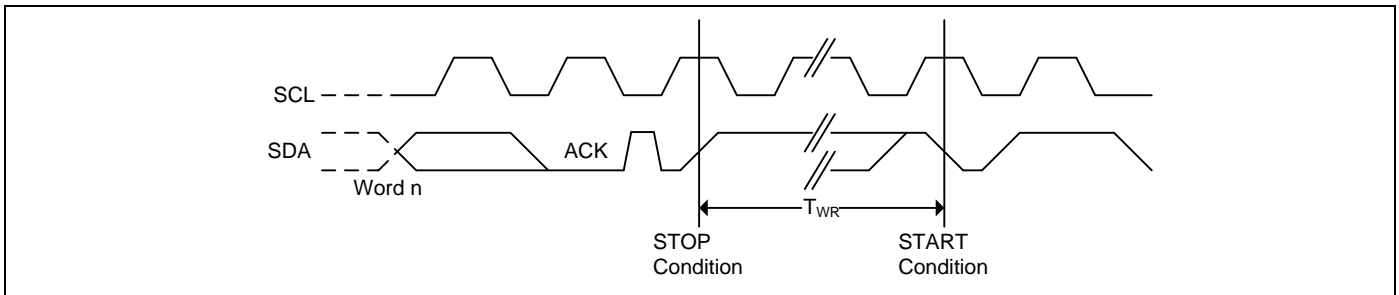 SCL
SDA
ACK
Word n
TWR
STOP
Condition
START
Condition